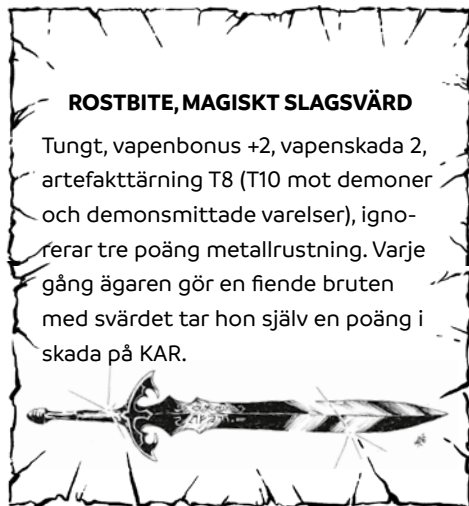 ROSTBITE, MAGISKT SLAGSVÄRD
Tungt, vapenbonus +2, vapenskada 2,
artefakttärning T8 (T10 mot demoner
och demonsmittade varelser), igno-
rerar tre poäng metallrustning. Varje
gång ägaren gör en fiende bruten
med svärdet tar hon själv en poäng i
skada på KAR.